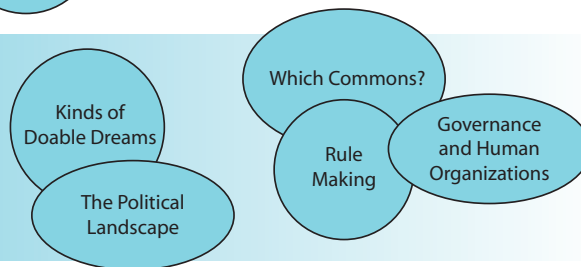 Kinds of
Doable Dreams
The Political
Landscape
Which Commons?
Rule
Making
Governance
and Human
Organizations